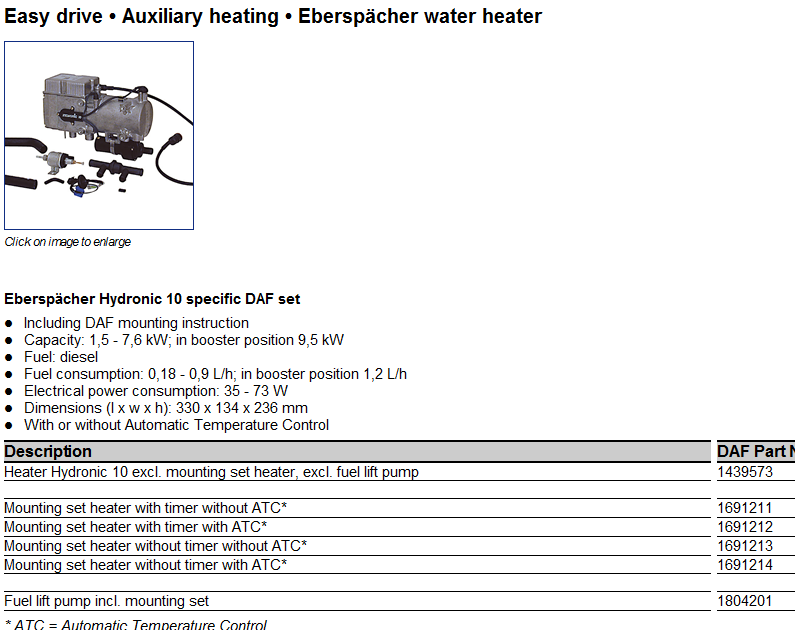 Easy drive • Auxiliary heating • Eberspächer water heater
Click on image to enlarge
Eberspächer Hydronic 10 specific DAF set
● Including DAF mounting instruction
● Capacity: 1,5 - 7,6 kW; in booster position 9,5 kW
● Fuel: diesel
● Fuel consumption: 0,18 - 0,9 L/h; in booster position 1,2 L/h
● Electrical power consumption: 35 - 73 W
● Dimensions (l x w x h): 330 x 134 x 236 mm
● With or without Automatic Temperature Control
Description DAF Part N
Heater Hydronic 10 excl. mounting set heater, excl. fuel lift pump 1439573
Mounting set heater with timer without ATC* 1691211
Mounting set heater with timer with ATC* 1691212
Mounting set heater without timer without ATC* 1691213
Mounting set heater without timer with ATC* 1691214
Fuel lift pump incl. mounting set 1804201
* ATC = Automatic Temperature Control